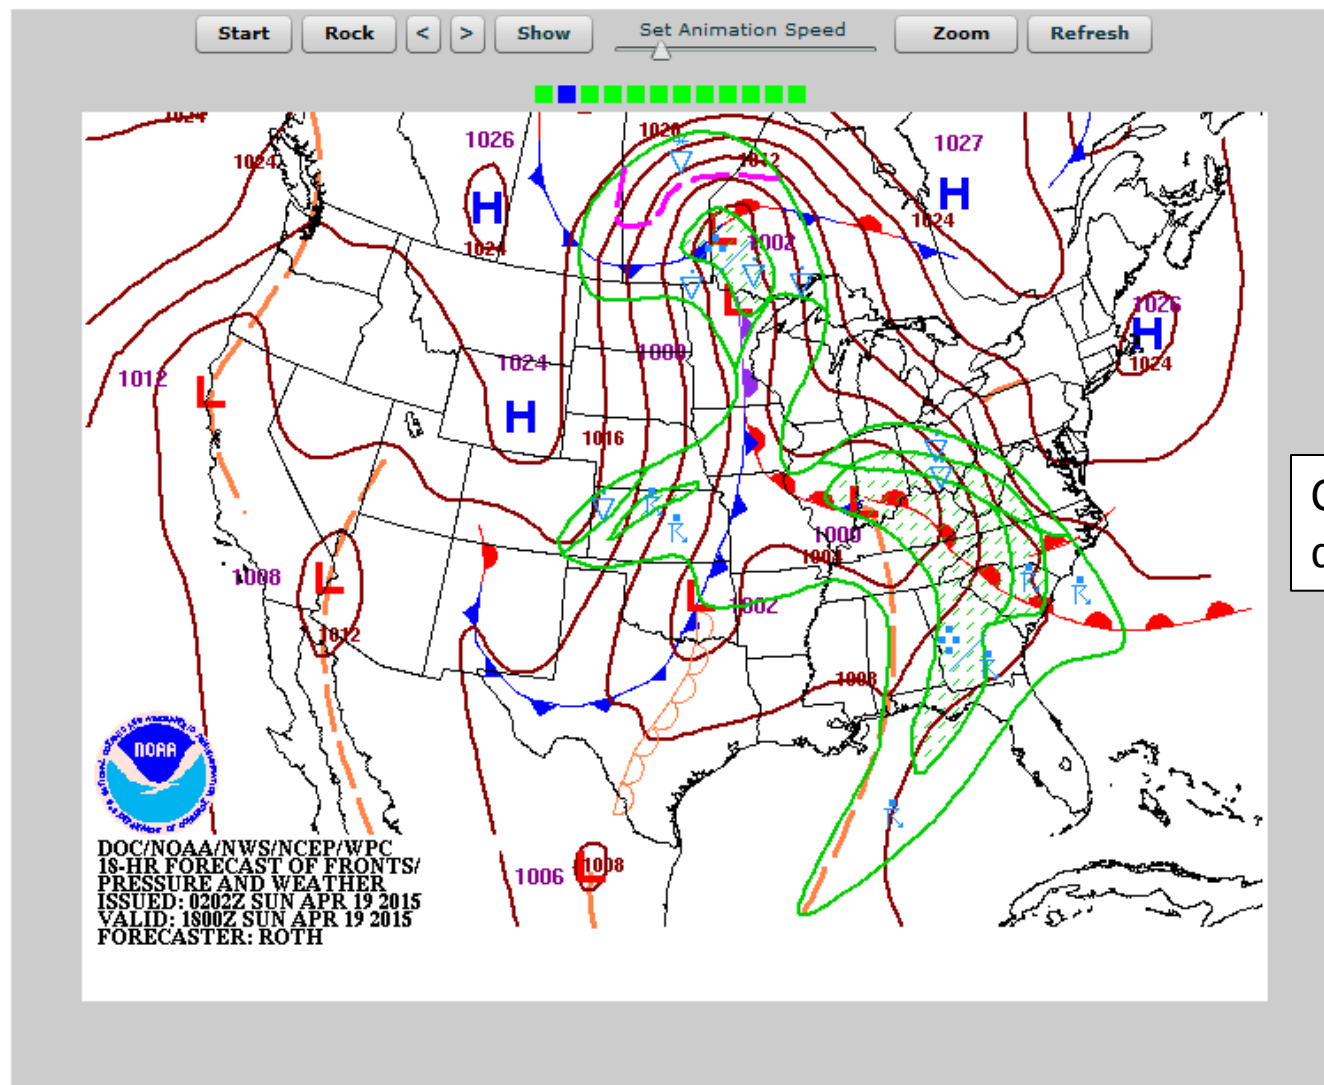 Start Rock < > Show Set Animation Speed Zoom Refresh
1024 1026 1020 1027
1024 1012
H H
1024 1024
L 1002
1026
L H
1000
1024 1024
1012
L H
1016
L
1000
1004
1008 L
L 1002
1012
1008
NOAA
DOC/NOAA/NWS/NCEP/WPC
18-HR FORECAST OF FRONTS/
PRESSURE AND WEATHER
ISSUED: 0202Z SUN APR 19 2015
VALID: 1800Z SUN APR 19 2015
FORECASTER: ROTH
1006 L 1008